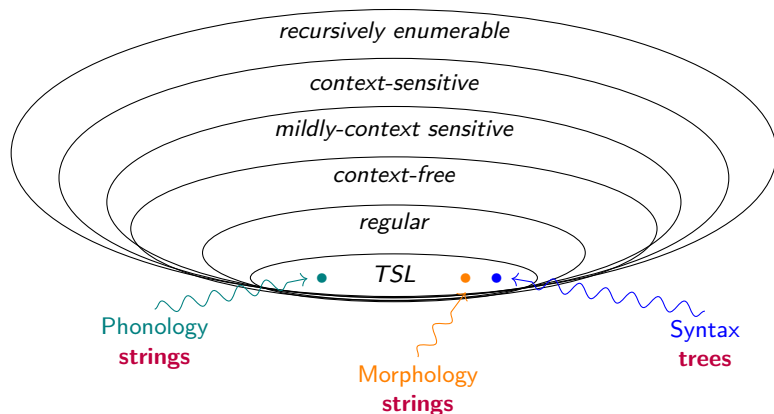 recursively enumerable
context-sensitive
mildly-context sensitive
context-free
regular
TSL
Phonology
strings
Morphology
strings
Syntax
trees